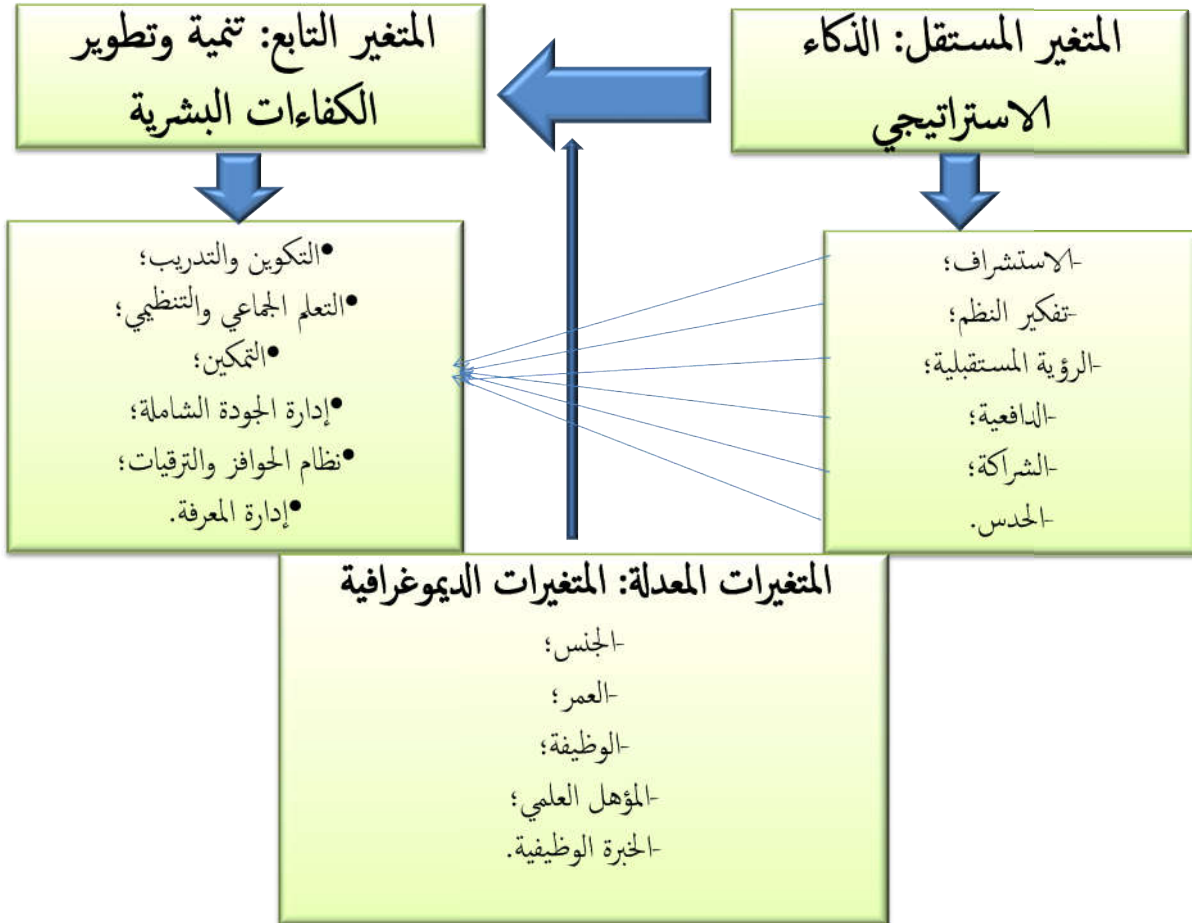 المتغير المستقل: الذكاء
الاستراتيجي
المتغير التابع: تنمية وتطوير
الكفاءات البشرية
-الاستشراف؛
-تفكير النظم؛
-الرؤية المستقبلية؛
-الدافعية؛
-الشراكة؛
-الحدس.
•التكوين والتدريب؛
•التعلم الجماعي والتنظيمي؛
•التمكين؛
•إدارة الجودة الشاملة؛
•نظام الحوافز والترقيات؛
•إدارة المعرفة.
المتغيرات المعدلة: المتغيرات الديموغرافية
-الجنس؛
-العمر؛
-الوظيفة؛
-المؤهل العلمي؛
-الخبرة الوظيفية.